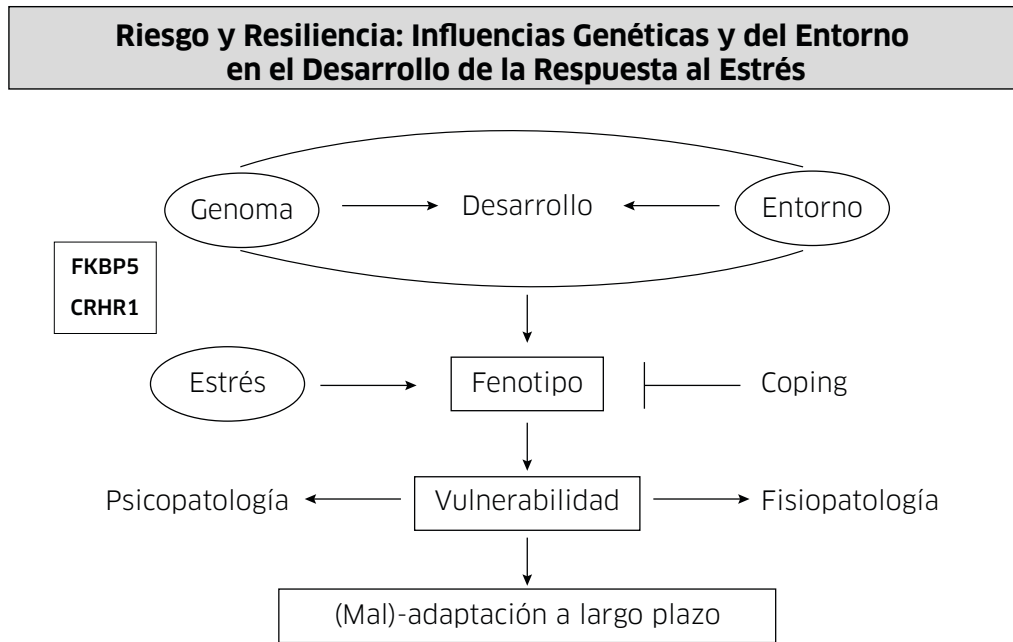 Riesgo y Resiliencia: Influencias Genéticas y del Entorno
en el Desarrollo de la Respuesta al Estrés
Genoma
Desarrollo
Entorno
FKBP5
CRHR1
Estrés
Fenotipo
Coping
Psicopatología
Vulnerabilidad
Fisiopatología
(Mal)-adaptación a largo plazo